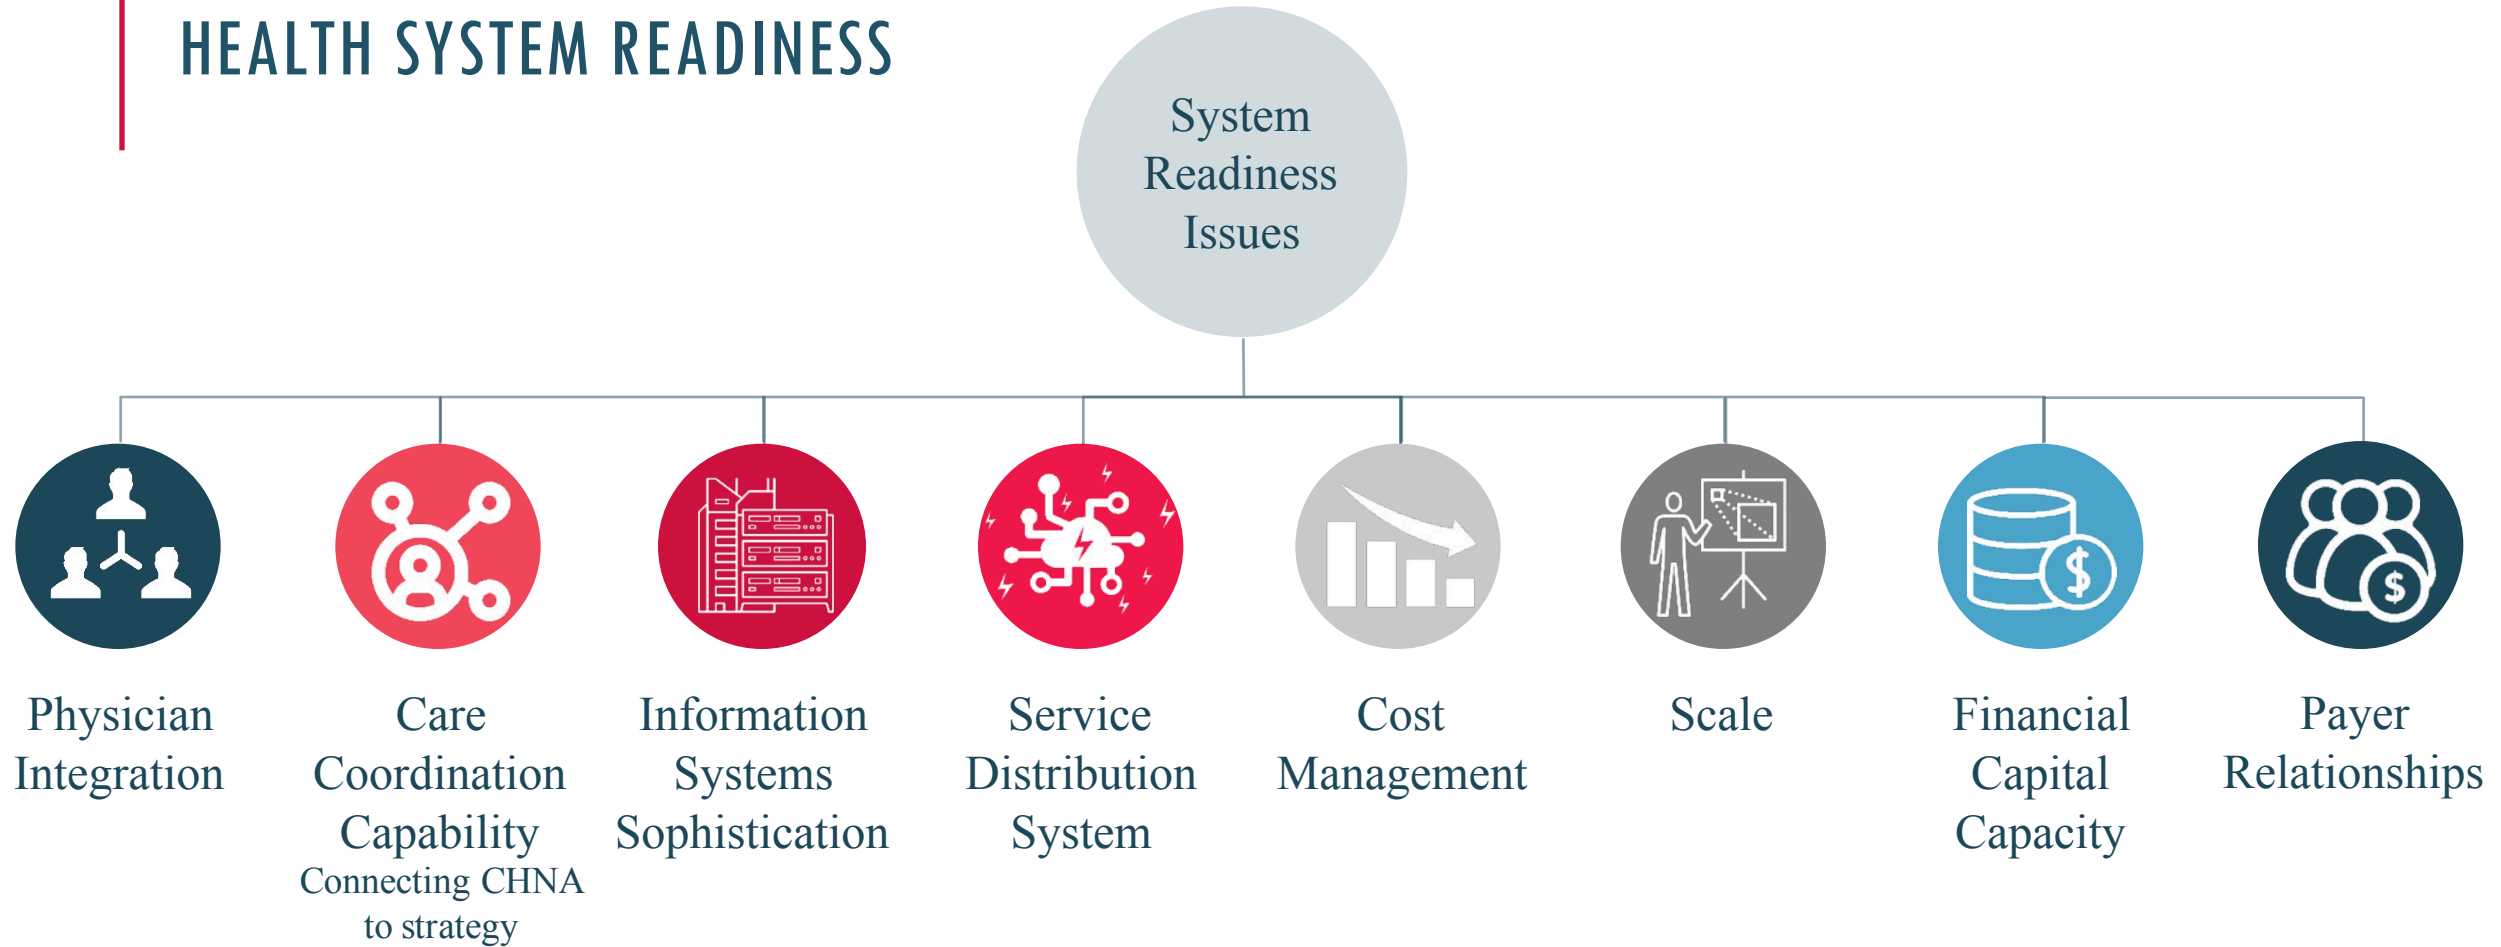 HEALTH SYSTEM READINESS
System
Readiness
Issues
Physician
Integration
Care
Coordination
Capability
Connecting CHNA
to strategy
Information
Systems
Sophistication
Service
Distribution
System
Cost
Management
Scale
$
Financial
Capital
Capacity
$
Payer
Relationships